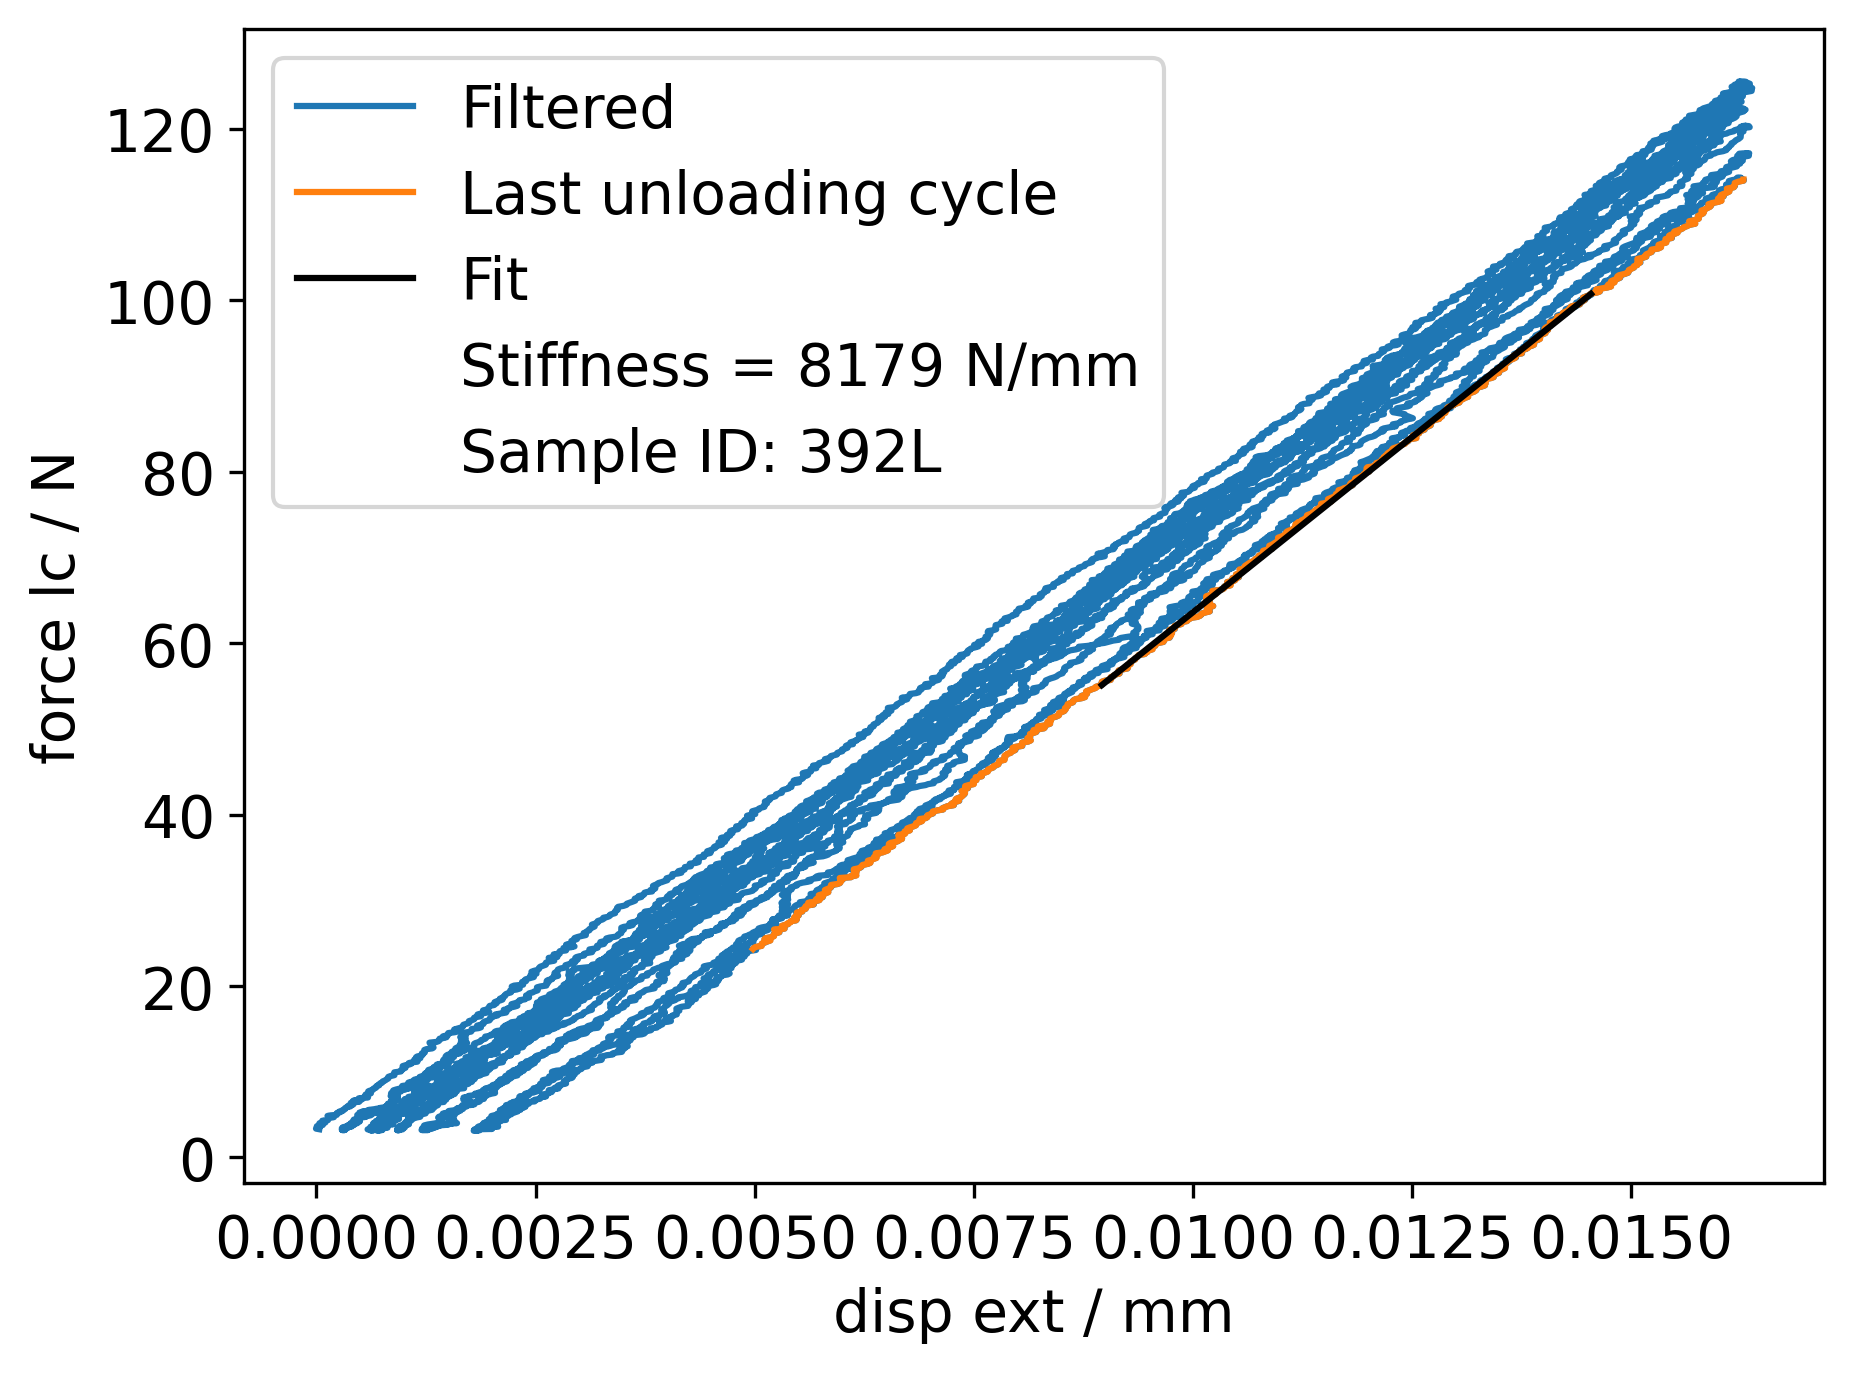 Filtered
Last unloading cycle
Fit
Stiffness = 8179 N/mm
Sample ID: 392L
120
100
80
60
40
20
0
force lc / N
0.0000 0.0025 0.0050 0.0075 0.0100 0.0125 0.0150
disp ext / mm